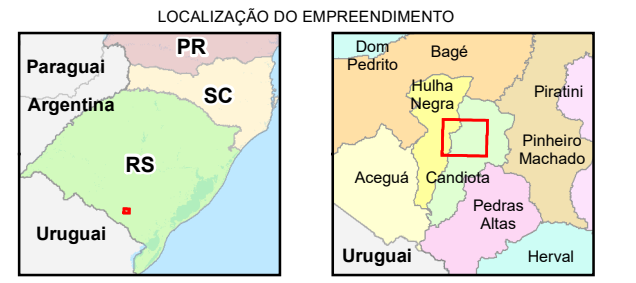 LOCALIZAÇÃO DO EMPREENDIMENTO
PR
Paraguai
SC
Argentina
RS
Uruguai
Dom
Pedrito
Bagé
Hulha
Negra
Piratini
Pinheiro
Machado
Aceguá
Candiota
Pedras
Altas
Uruguai
Herval